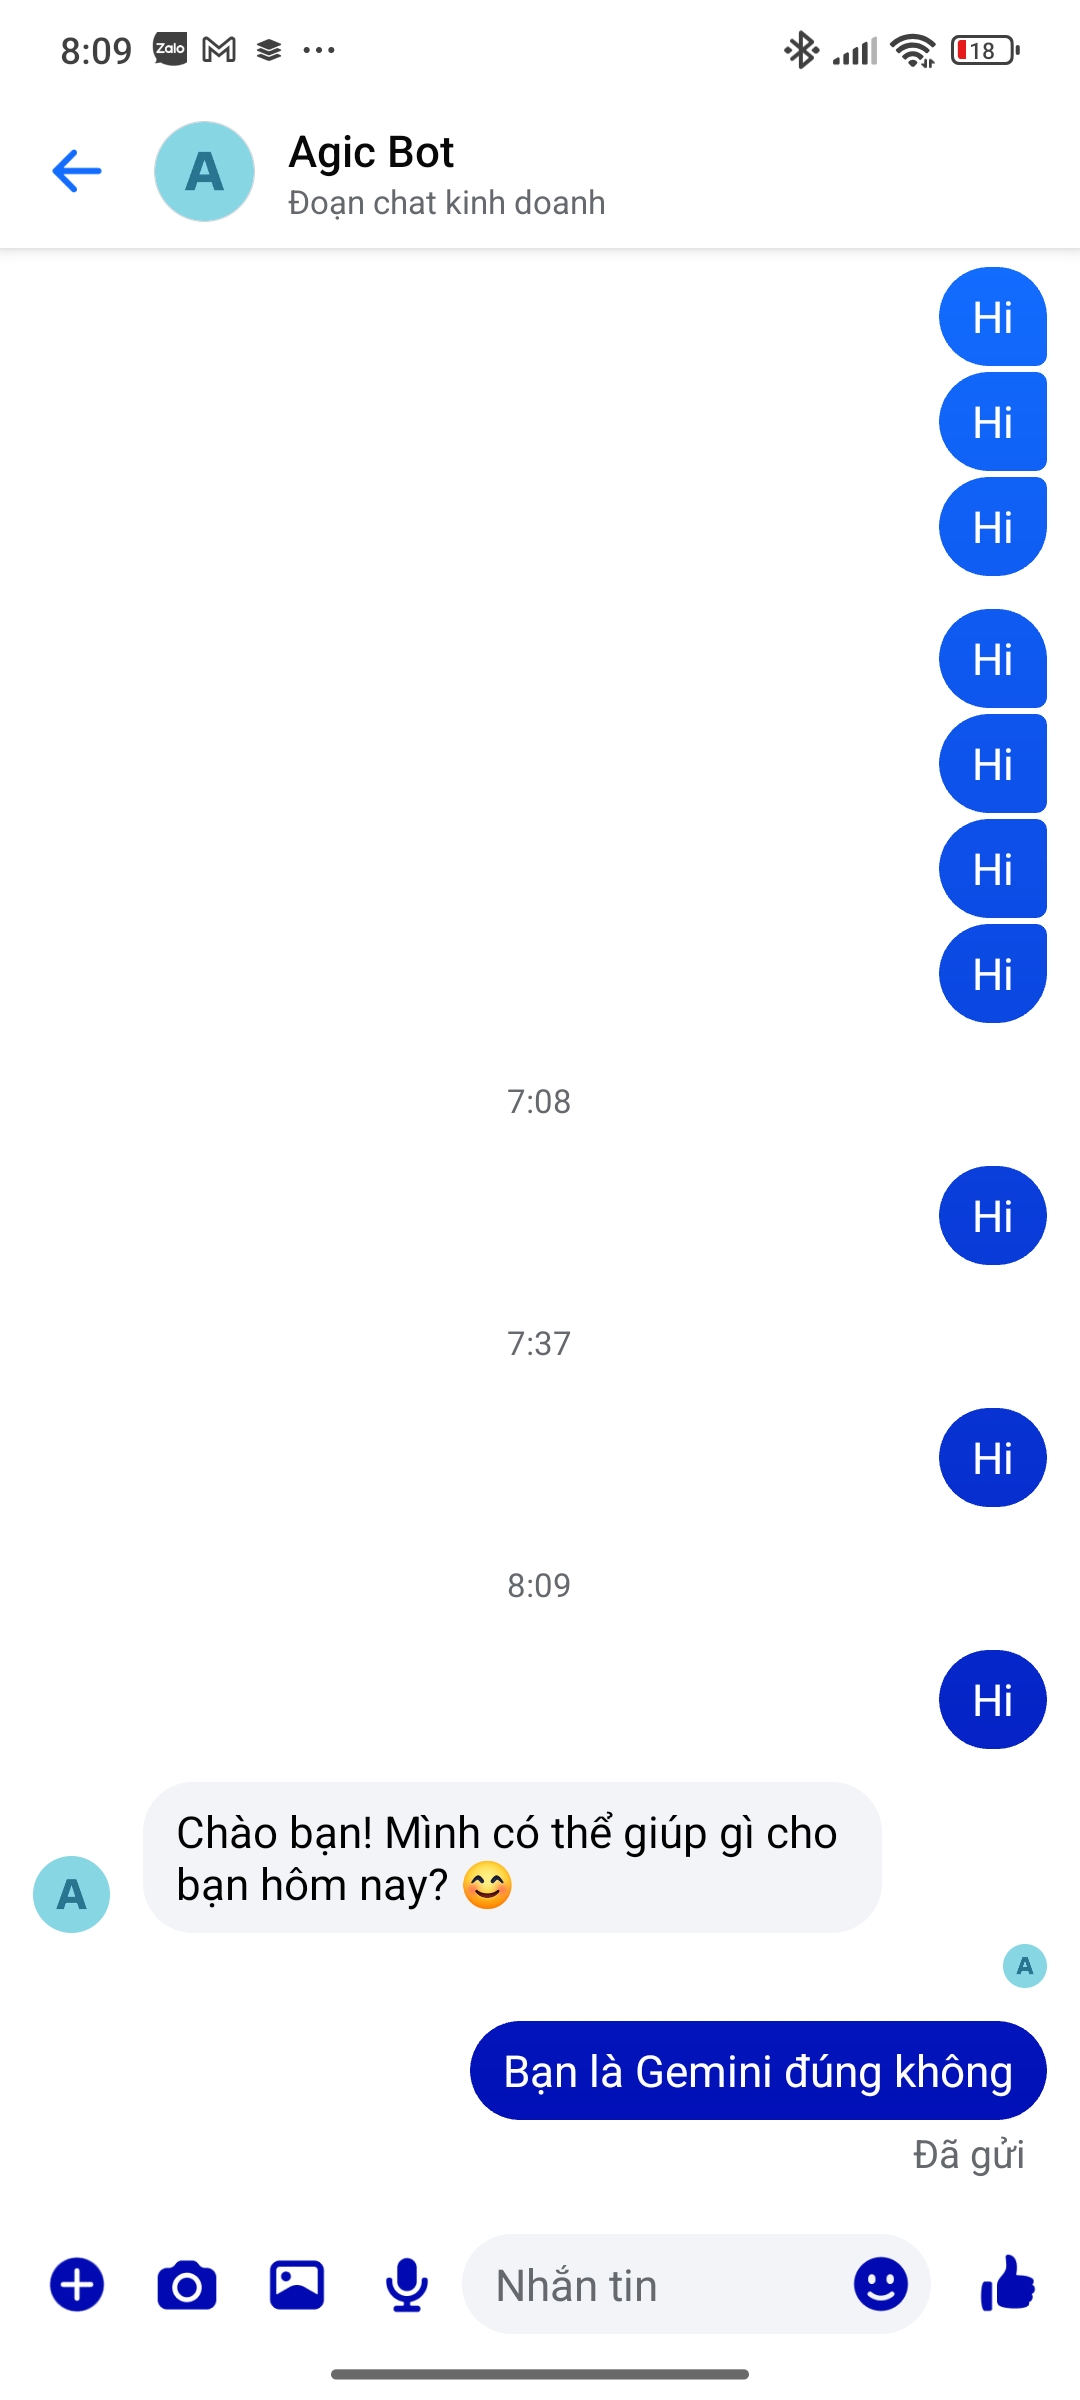 8:09 Zalo 18
A Agic Bot
Đoạn chat kinh doanh
Hi
Hi
Hi
Hi
Hi
Hi
Hi
7:08
Hi
7:37
Hi
8:09
Hi
Chào bạn! Mình có thể giúp gì cho
bạn hôm nay? 😊
A
A
Bạn là Gemini đúng không
Đã gửi
Nhắn tin